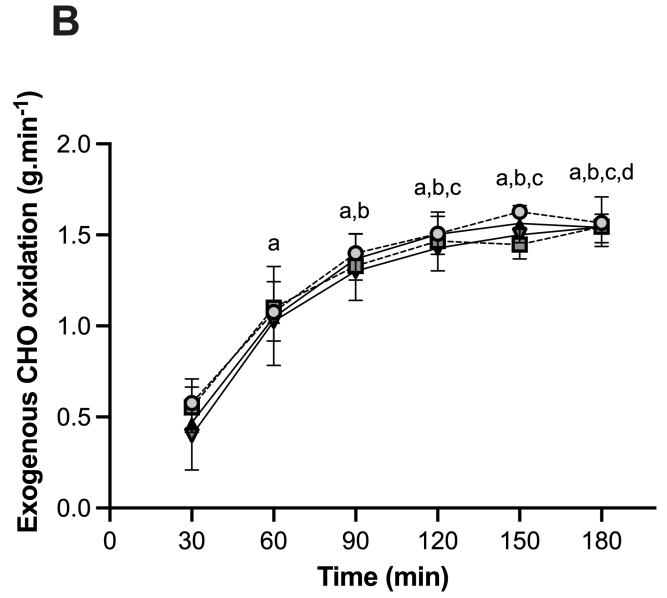 B
Exogenous CHO oxidation (g.min-1)
2.0
1.5
1.0
0.5
0.0
a
a,b
a,b,c
a,b,c
a,b,c,d
0 30 60 90 120 150 180
Time (min)